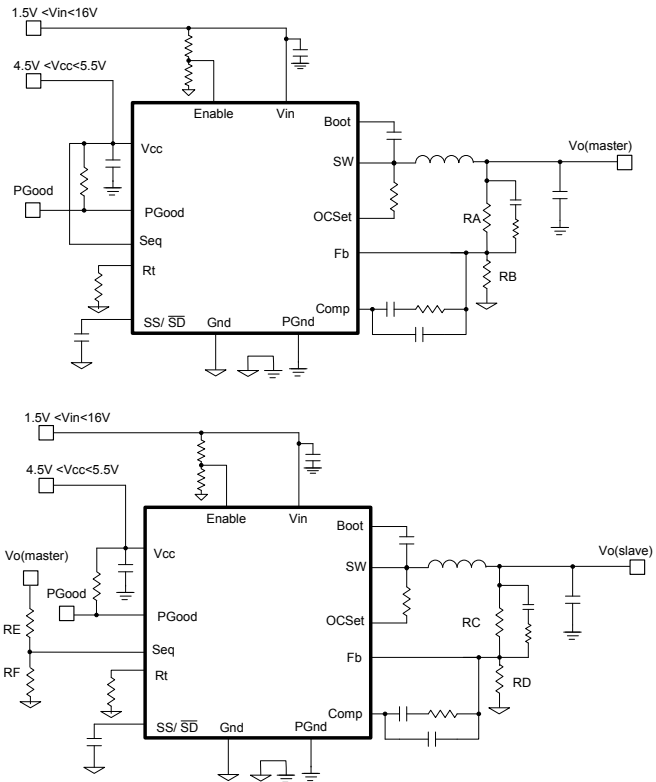 1.5V <Vin<16V
4.5V <Vcc<5.5V
Enable
Vin
Boot
Vcc
SW
Vo(master)
PGood
PGood
OCSet
RA
Seq
Fb
Rt
RB
Comp
SS/ SD
Gnd
PGnd
1.5V <Vin<16V
4.5V <Vcc<5.5V
Enable
Vin
Boot
Vo(master)
Vcc
SW
Vo(slave)
PGood
PGood
OCSet
RC
RE
Seq
Fb
RF
Rt
RD
Comp
SS/ SD
Gnd
PGnd